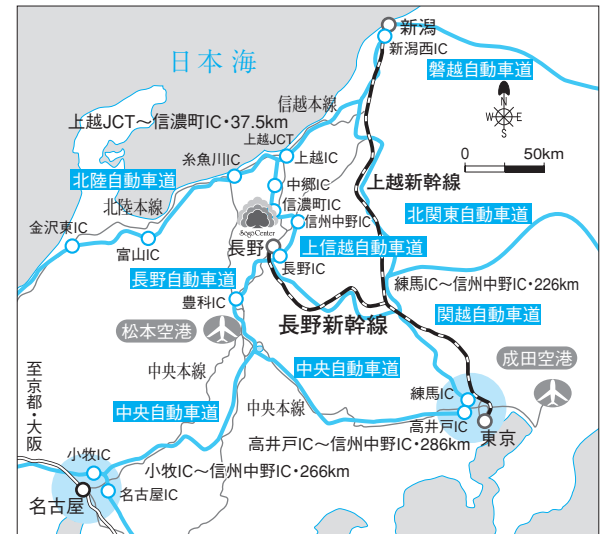 新潟
新潟西IC
日本海
磐越自動車道
N
W E
S
信越本線
上越JCT〜信濃町IC・37.5km
0 50km
上越JCT
上越IC
糸魚川IC
北陸自動車道
中郷IC
上越新幹線
北陸本線
信濃町IC
Sogo Center
信州中野IC
北関東自動車道
金沢東IC
富山IC
長野
上信越自動車道
長野IC
長野自動車道
練馬IC〜信州中野IC・226km
豊科IC
関越自動車道
長野新幹線
松本空港
成田空港
至京都・大阪
中央本線
中央自動車道
練馬IC
中央自動車道
中央本線
高井戸IC
東京
高井戸IC〜信州中野IC・286km
小牧IC
小牧IC〜信州中野IC・266km
名古屋IC
名古屋